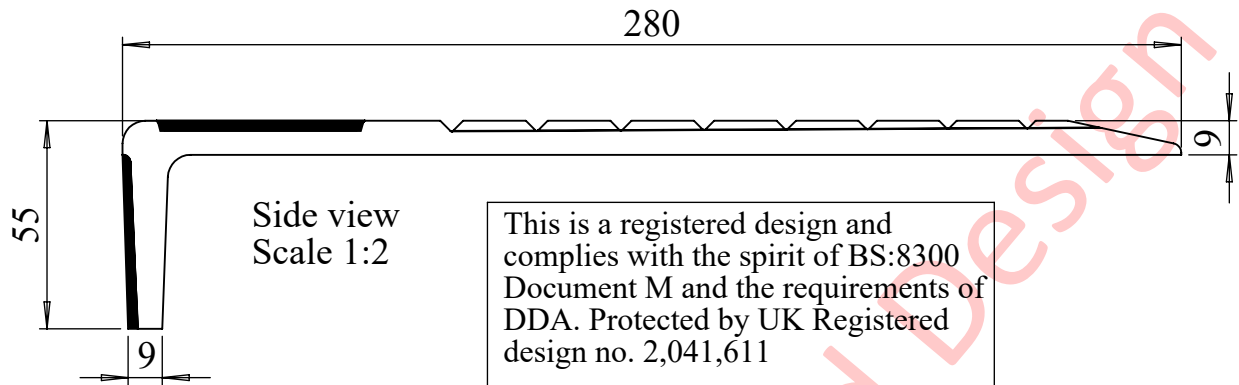 280
9
55
Side view
Scale 1:2
9
This is a registered design and
complies with the spirit of BS:8300
Document M and the requirements of
DDA. Protected by UK Registered
design no. 2,041,611
d Design